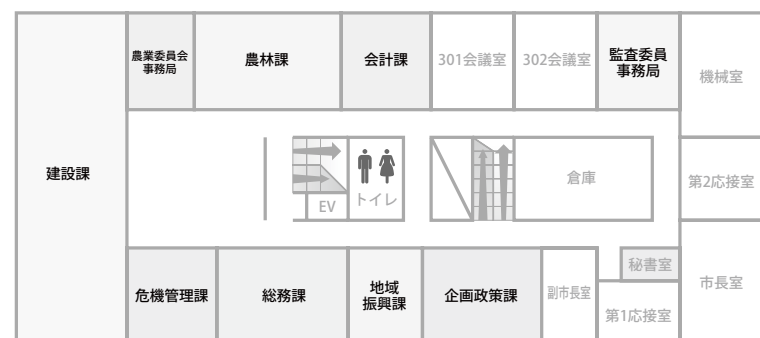 農業委員会
事務局
農林課
会計課
301会議室
302会議室
監査委員
事務局
機械室
建設課
EV
トイレ
倉庫
第2応接室
危機管理課
総務課
地域
振興課
企画政策課
副市長室
秘書室
第1応接室
市長室